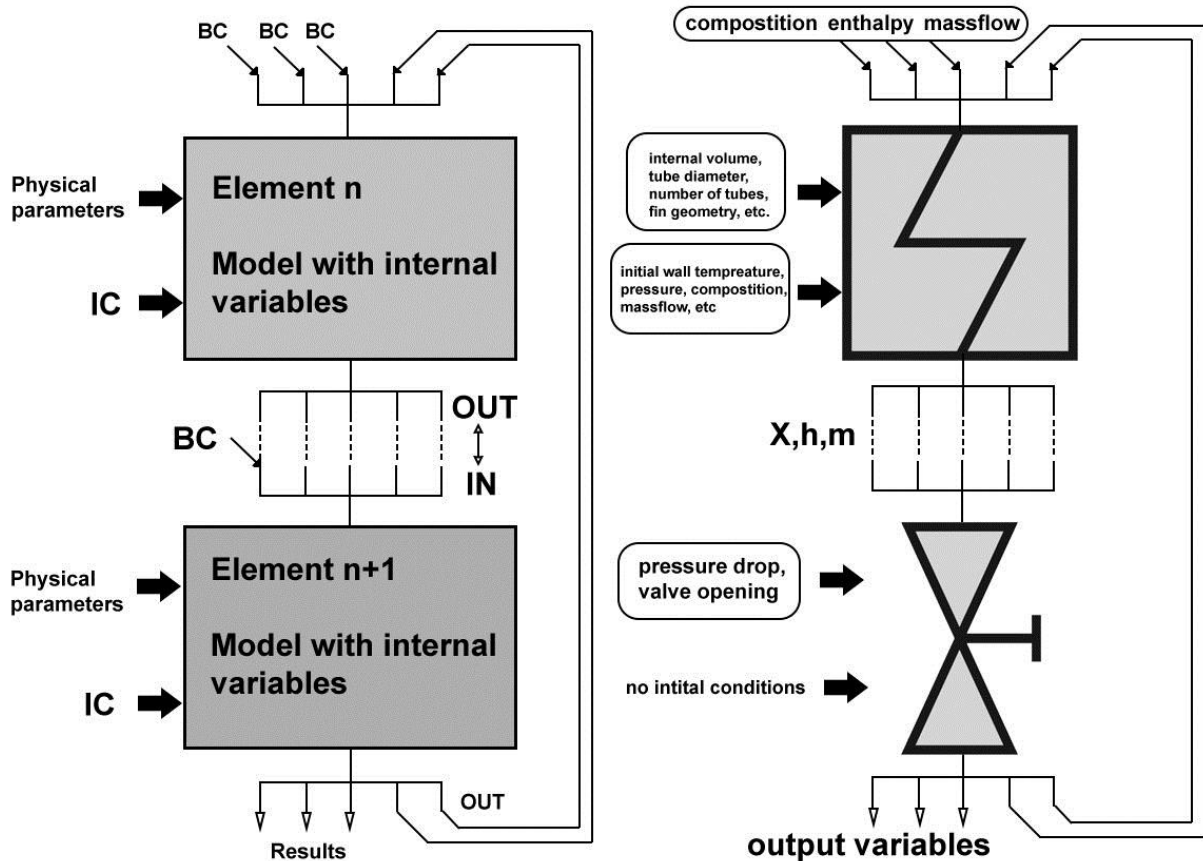 BC BC BC
Physical
parameters
IC
Element n
Model with internal
variables
BC
OUT
IN
Physical
parameters
IC
Element n+1
Model with internal
variables
OUT
Results
compostition enthalpy massflow
internal volume,
tube diameter,
number of tubes,
fin geometry, etc.
initial wall tempreature,
pressure, compostition,
massflow, etc
X,h,m
pressure drop,
valve opening
no intital conditions
output variables